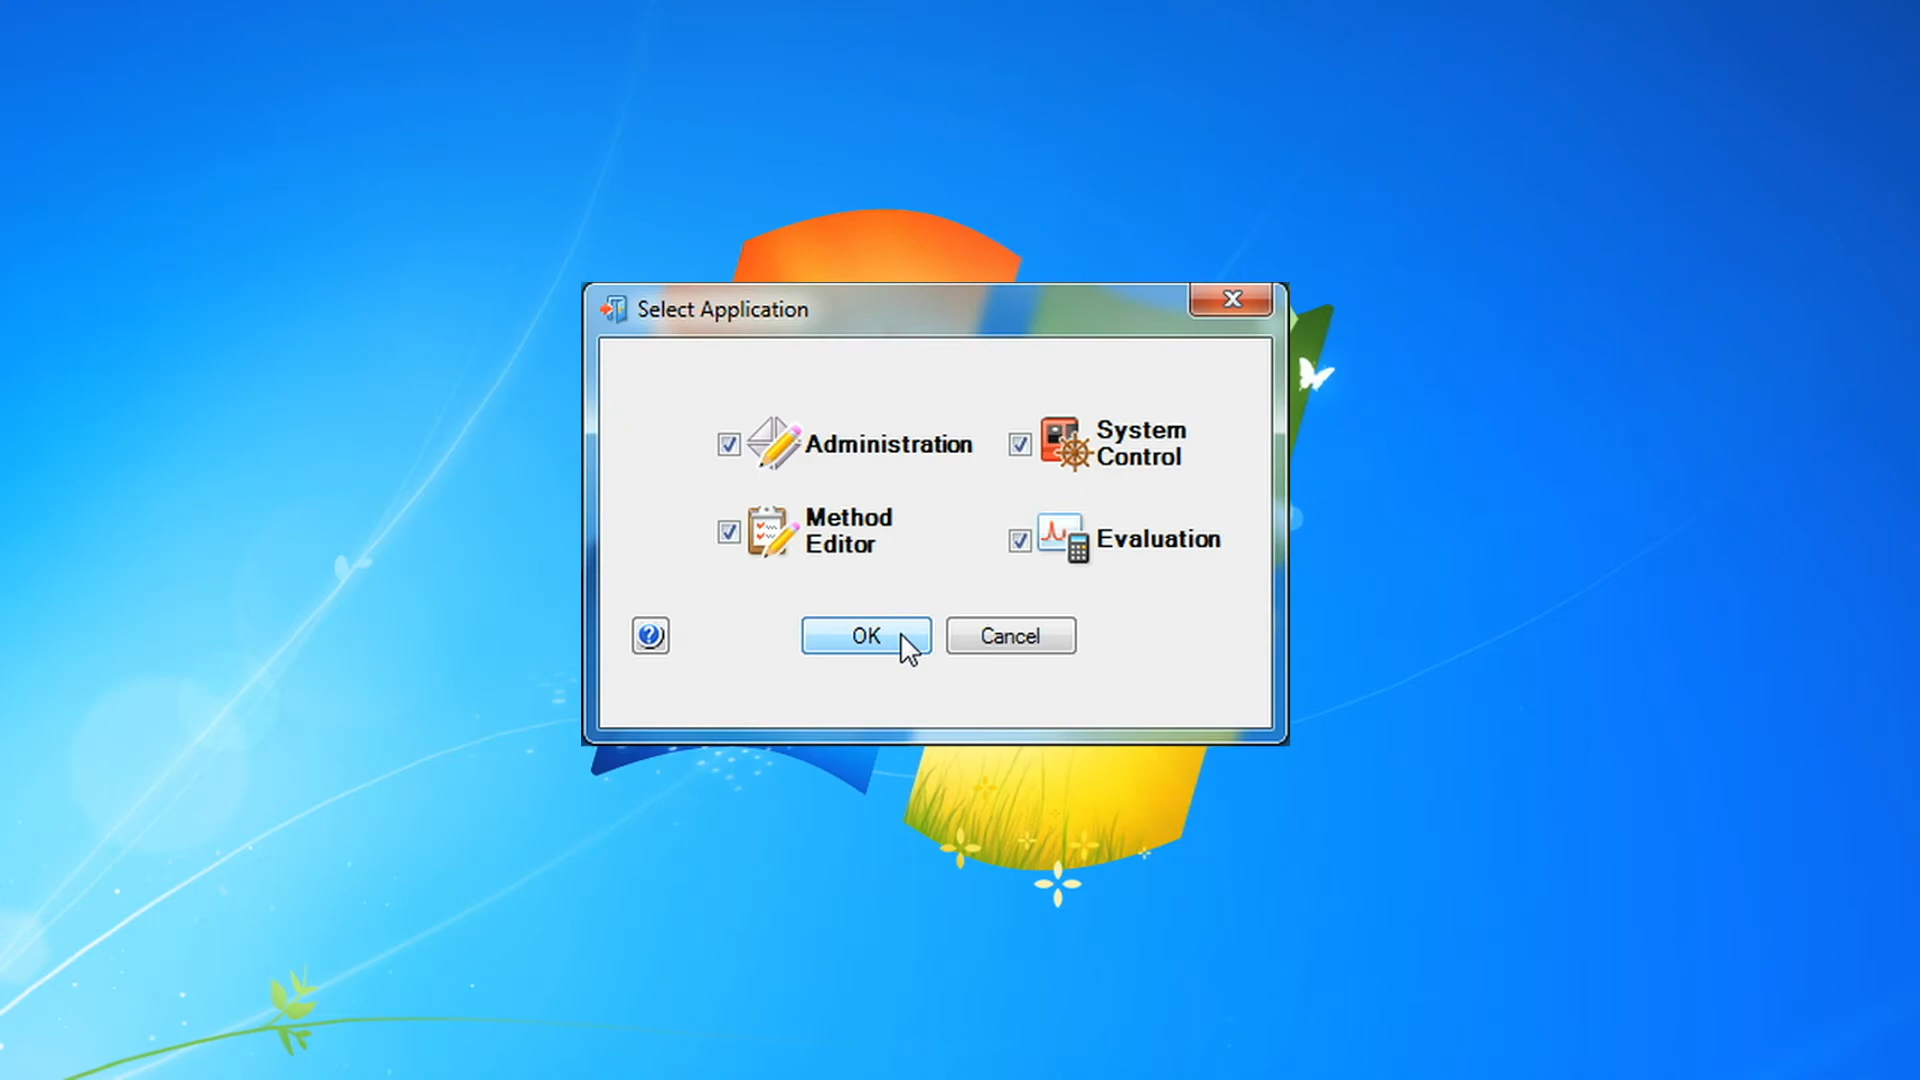 Select Application
Administration
System
Control
Method
Editor
Evaluation
OK
Cancel